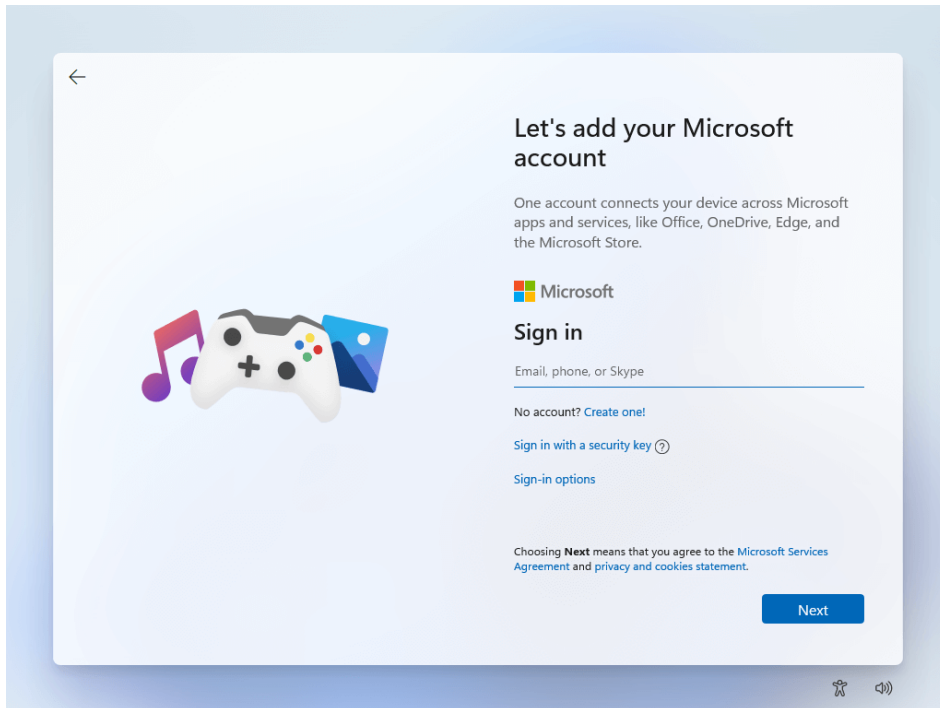 Let's add your Microsoft
account
One account connects your device across Microsoft
apps and services, like Office, OneDrive, Edge, and
the Microsoft Store.
Microsoft
Sign in
Email, phone, or Skype
No account? Create one!
Sign in with a security key ?
Sign-in options
Choosing Next means that you agree to the Microsoft Services
Agreement and privacy and cookies statement.
Next